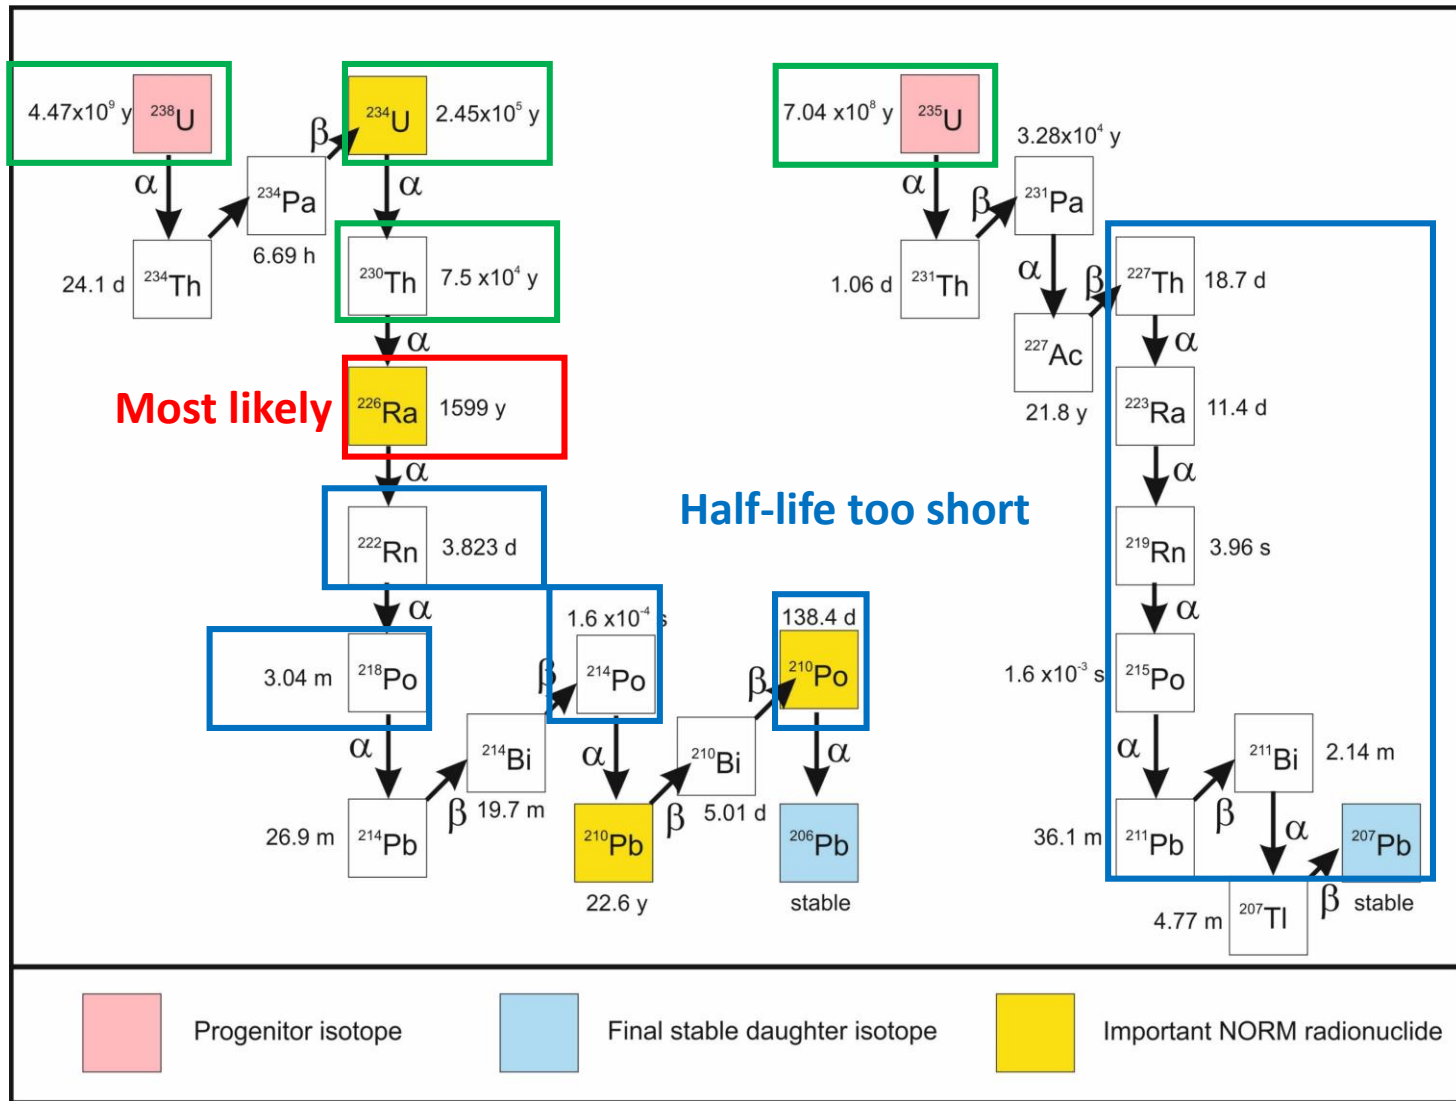 4.47x10⁹ y
²³⁸U
²³⁴U
2.45x10⁵ y
7.04 x10⁸ y
²³⁵U
3.28x10⁴ y
β
α
²³⁴Pa
α
α
β
²³¹Pa
6.69 h
24.1 d
²³⁴Th
²³⁰Th
7.5 x10⁴ y
1.06 d
²³¹Th
α
β
²²⁷Th
18.7 d
α
²²⁷Ac
α
Most likely
²²⁶Ra
1599 y
21.8 y
²²³Ra
11.4 d
α
α
Half-life too short
²²²Rn
3.823 d
²¹⁹Rn
3.96 s
α
1.6 x10⁻⁴ s
138.4 d
α
3.04 m
²¹⁸Po
β
²¹⁴Po
β
²¹⁰Po
1.6 x10⁻³ s
²¹⁵Po
α
²¹⁴Bi
α
²¹⁰Bi
α
α
²¹¹Bi
2.14 m
β
19.7 m
β
5.01 d
β
α
26.9 m
²¹⁴Pb
²¹⁰Pb
²⁰⁶Pb
36.1 m
²¹¹Pb
²⁰⁷Pb
22.6 y
stable
4.77 m
²⁰⁷Tl
β
stable
Progenitor isotope
Final stable daughter isotope
Important NORM radionuclide